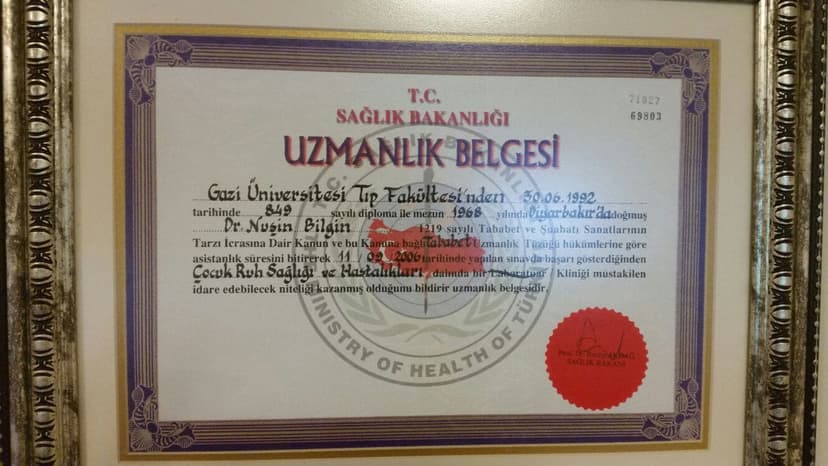 T.C.
SAĞLIK BAKANLIĞI
71027
69803
UZMANLIK BELGESİ
Gazi Üniversitesi Tıp Fakültesi'nden 30.06.1992
tarihinde 849 sayılı diploma ile mezun 1968 yılında Diyarbakır'da doğmuş
Dr. Nuşin Bilgin 1219 sayılı Tababet ve Şuabatı Sanatlarının
Tarzı İcrasına Dair Kanun ve bu Kanuna bağlı Tababet Uzmanlık Tüzüğü hükümlerine göre
asistanlık süresini bitirerek 11/09/2006 tarihinde yapılan sınavda başarı gösterdiğinden
Çocuk Ruh Sağlığı ve Hastalıkları dalında bir Laboratuar Kliniği müstakilen
idare edebilecek niteliği kazanmış olduğunu bildirir uzmanlık belgesidir.
MINISTRY OF HEALTH OF
SAĞLIK BAKANI